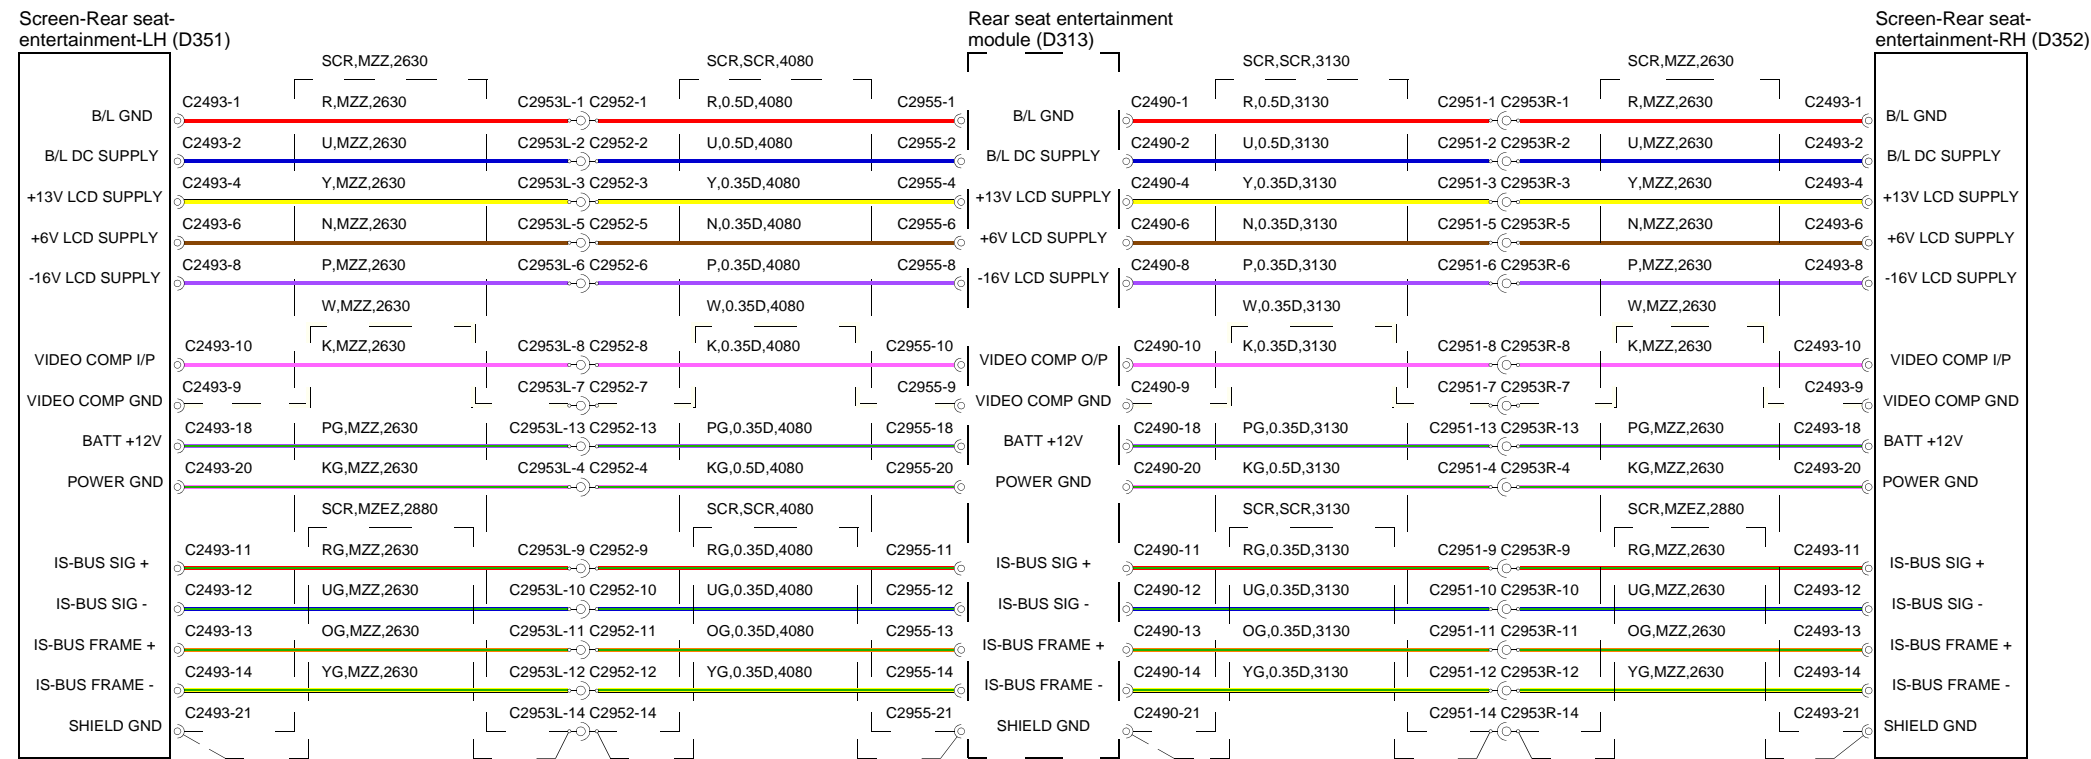 Screen-Rear seat-
entertainment-LH (D351)
Rear seat entertainment
module (D313)
Screen-Rear seat-
entertainment-RH (D352)
SCR,MZZ,2630 SCR,SCR,4080 SCR,SCR,3130 SCR,MZZ,2630
B/L GND C2493-1 R,MZZ,2630 C2953L-1 C2952-1 R,0.5D,4080 C2955-1 B/L GND C2490-1 R,0.5D,3130 C2951-1 C2953R-1 R,MZZ,2630 C2493-1 B/L GND
B/L DC SUPPLY C2493-2 U,MZZ,2630 C2953L-2 C2952-2 U,0.5D,4080 C2955-2 B/L DC SUPPLY C2490-2 U,0.5D,3130 C2951-2 C2953R-2 U,MZZ,2630 C2493-2 B/L DC SUPPLY
+13V LCD SUPPLY C2493-4 Y,MZZ,2630 C2953L-3 C2952-3 Y,0.35D,4080 C2955-4 +13V LCD SUPPLY C2490-4 Y,0.35D,3130 C2951-3 C2953R-3 Y,MZZ,2630 C2493-4 +13V LCD SUPPLY
+6V LCD SUPPLY C2493-6 N,MZZ,2630 C2953L-5 C2952-5 N,0.35D,4080 C2955-6 +6V LCD SUPPLY C2490-6 N,0.35D,3130 C2951-5 C2953R-5 N,MZZ,2630 C2493-6 +6V LCD SUPPLY
-16V LCD SUPPLY C2493-8 P,MZZ,2630 C2953L-6 C2952-6 P,0.35D,4080 C2955-8 -16V LCD SUPPLY C2490-8 P,0.35D,3130 C2951-6 C2953R-6 P,MZZ,2630 C2493-8 -16V LCD SUPPLY
W,MZZ,2630 W,0.35D,4080 W,0.35D,3130 W,MZZ,2630
VIDEO COMP I/P C2493-10 K,MZZ,2630 C2953L-8 C2952-8 K,0.35D,4080 C2955-10 VIDEO COMP O/P C2490-10 K,0.35D,3130 C2951-8 C2953R-8 K,MZZ,2630 C2493-10 VIDEO COMP I/P
VIDEO COMP GND C2493-9 C2953L-7 C2952-7 C2955-9 VIDEO COMP GND C2490-9 C2951-7 C2953R-7 C2493-9 VIDEO COMP GND
BATT +12V C2493-18 PG,MZZ,2630 C2953L-13 C2952-13 PG,0.35D,4080 C2955-18 BATT +12V C2490-18 PG,0.35D,3130 C2951-13 C2953R-13 PG,MZZ,2630 C2493-18 BATT +12V
POWER GND C2493-20 KG,MZZ,2630 C2953L-4 C2952-4 KG,0.5D,4080 C2955-20 POWER GND C2490-20 KG,0.5D,3130 C2951-4 C2953R-4 KG,MZZ,2630 C2493-20 POWER GND
SCR,MZEZ,2880 SCR,SCR,4080 SCR,SCR,3130 SCR,MZEZ,2880
IS-BUS SIG + C2493-11 RG,MZZ,2630 C2953L-9 C2952-9 RG,0.35D,4080 C2955-11 IS-BUS SIG + C2490-11 RG,0.35D,3130 C2951-9 C2953R-9 RG,MZZ,2630 C2493-11 IS-BUS SIG +
IS-BUS SIG - C2493-12 UG,MZZ,2630 C2953L-10 C2952-10 UG,0.35D,4080 C2955-12 IS-BUS SIG - C2490-12 UG,0.35D,3130 C2951-10 C2953R-10 UG,MZZ,2630 C2493-12 IS-BUS SIG -
IS-BUS FRAME + C2493-13 OG,MZZ,2630 C2953L-11 C2952-11 OG,0.35D,4080 C2955-13 IS-BUS FRAME + C2490-13 OG,0.35D,3130 C2951-11 C2953R-11 OG,MZZ,2630 C2493-13 IS-BUS FRAME +
IS-BUS FRAME - C2493-14 YG,MZZ,2630 C2953L-12 C2952-12 YG,0.35D,4080 C2955-14 IS-BUS FRAME - C2490-14 YG,0.35D,3130 C2951-12 C2953R-12 YG,MZZ,2630 C2493-14 IS-BUS FRAME -
SHIELD GND C2493-21 C2953L-14 C2952-14 C2955-21 SHIELD GND C2490-21 C2951-14 C2953R-14 C2493-21 SHIELD GND